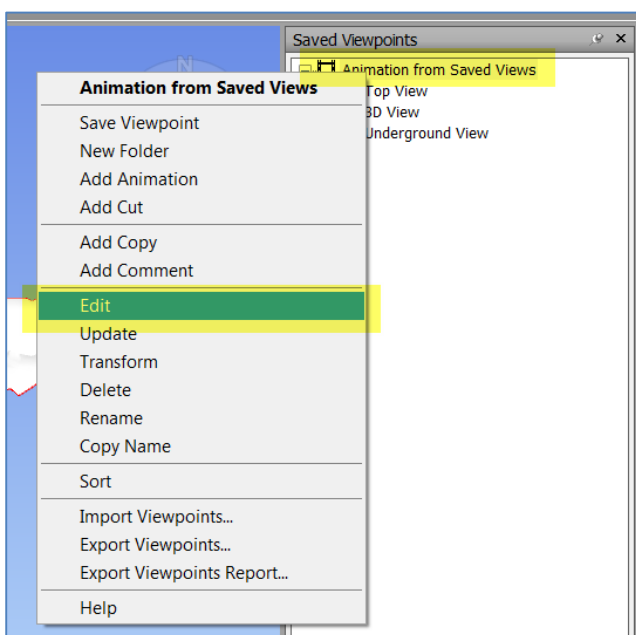 Saved Viewpoints
Animation from Saved Views
Top View
3D View
Underground View
N
Animation from Saved Views
Save Viewpoint
New Folder
Add Animation
Add Cut
Add Copy
Add Comment
Edit
Update
Transform
Delete
Rename
Copy Name
Sort
Import Viewpoints...
Export Viewpoints...
Export Viewpoints Report...
Help